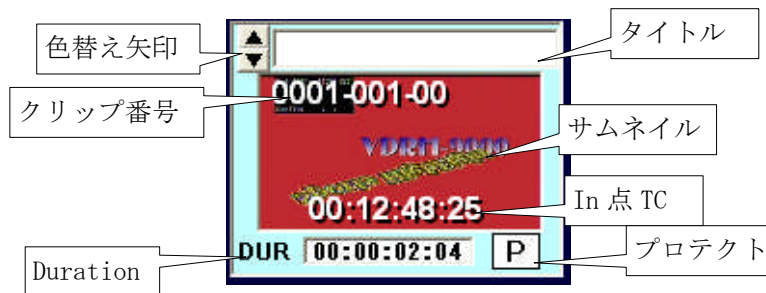 色替え矢印
タイトル
クリップ番号
0001-001-00
サムネイル
00:12:48:25
In 点 TC
DUR 00:00:02:04 P
プロテクト
Duration